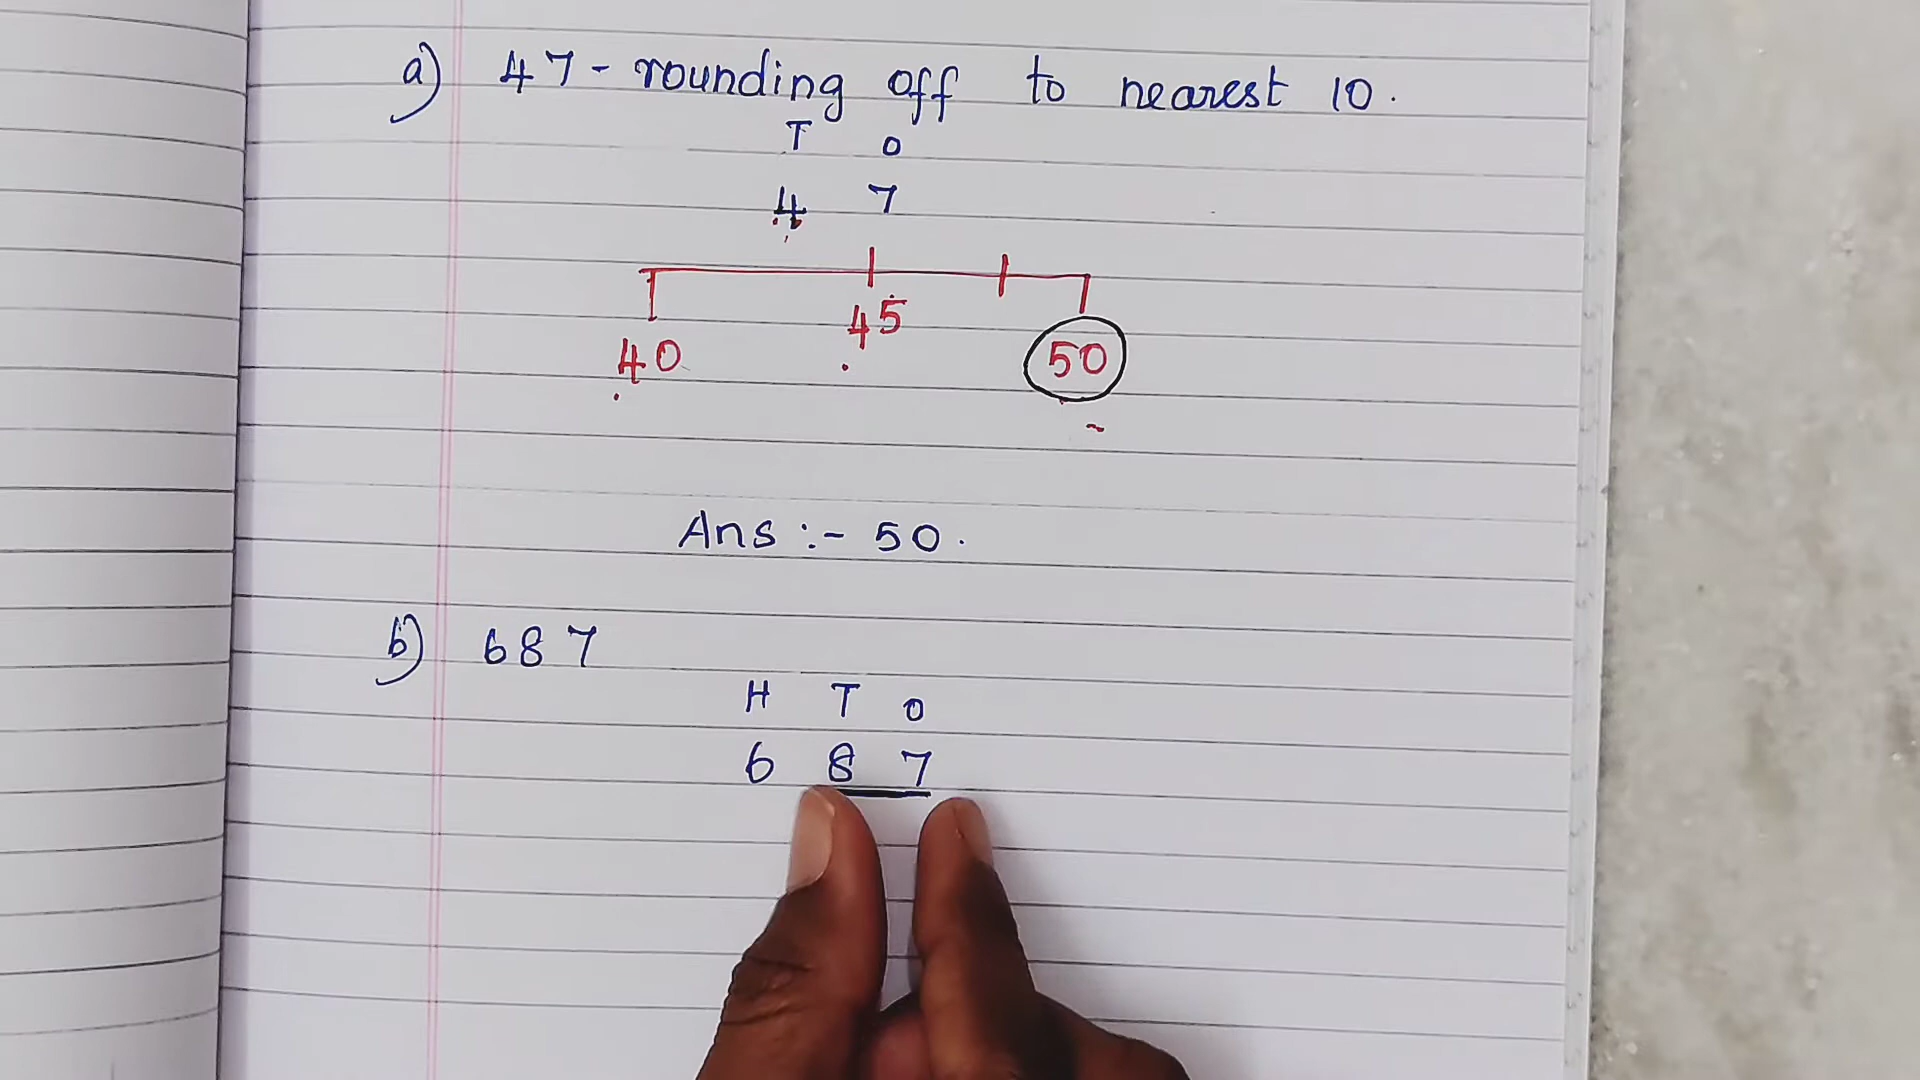 a) 47 - rounding off to nearest 10.
T O
4 7
40 45 50
Ans :- 50.
b) 687
H T O
6 8 7